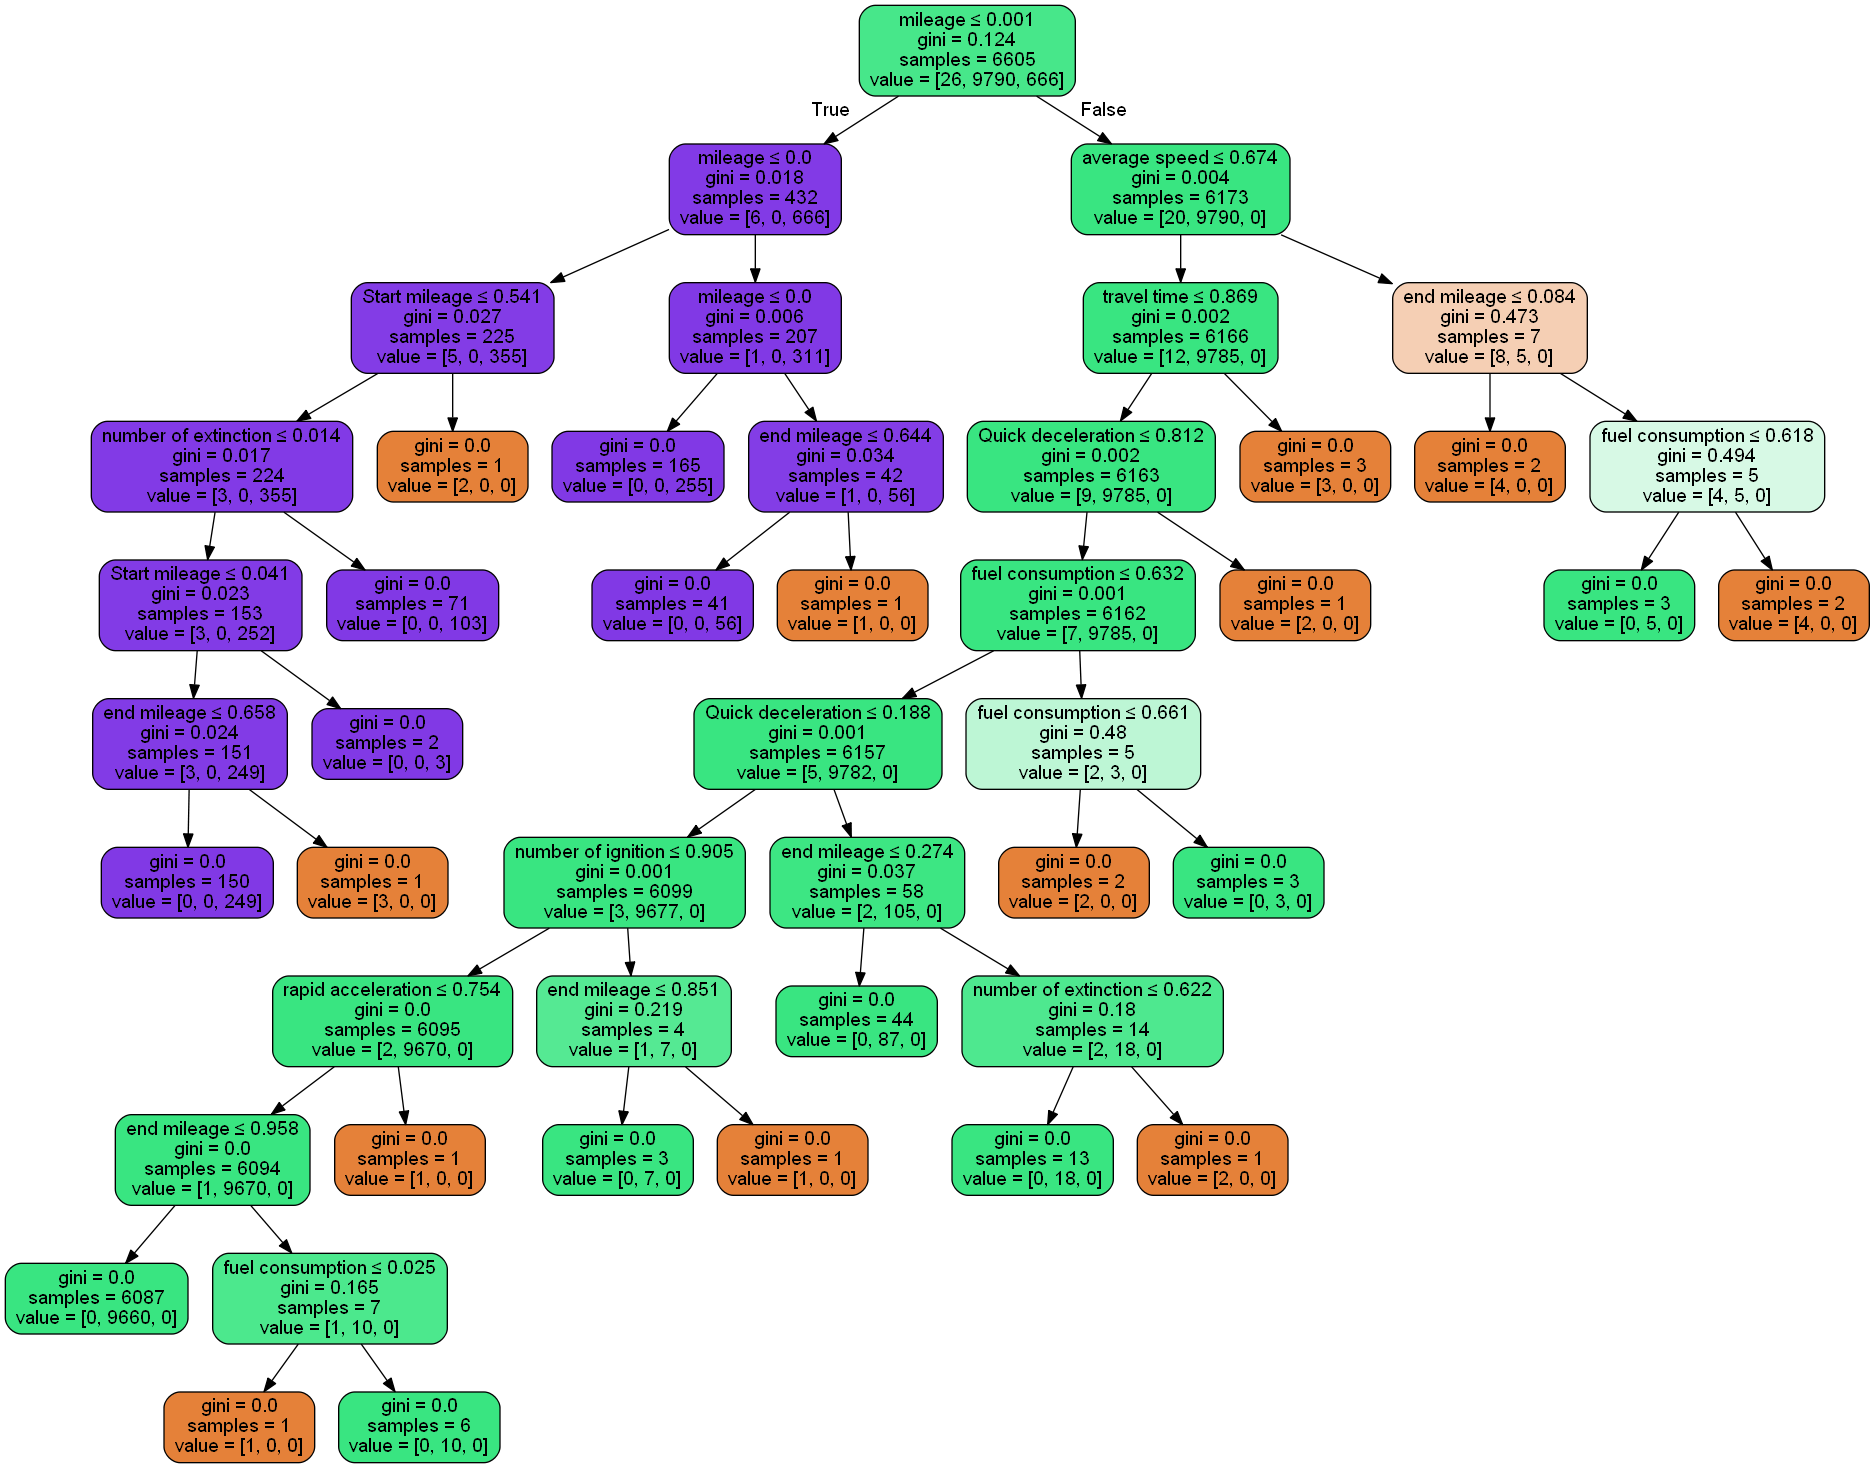 mileage ≤ 0.001
gini = 0.124
samples = 6605
value = [26, 9790, 666]
True
False
mileage ≤ 0.0
gini = 0.018
samples = 432
value = [6, 0, 666]
average speed ≤ 0.674
gini = 0.004
samples = 6173
value = [20, 9790, 0]
Start mileage ≤ 0.541
gini = 0.027
samples = 225
value = [5, 0, 355]
mileage ≤ 0.0
gini = 0.006
samples = 207
value = [1, 0, 311]
travel time ≤ 0.869
gini = 0.002
samples = 6166
value = [12, 9785, 0]
end mileage ≤ 0.084
gini = 0.473
samples = 7
value = [8, 5, 0]
number of extinction ≤ 0.014
gini = 0.017
samples = 224
value = [3, 0, 355]
gini = 0.0
samples = 1
value = [2, 0, 0]
gini = 0.0
samples = 165
value = [0, 0, 255]
end mileage ≤ 0.644
gini = 0.034
samples = 42
value = [1, 0, 56]
Quick deceleration ≤ 0.812
gini = 0.002
samples = 6163
value = [9, 9785, 0]
gini = 0.0
samples = 3
value = [3, 0, 0]
gini = 0.0
samples = 2
value = [4, 0, 0]
fuel consumption ≤ 0.618
gini = 0.494
samples = 5
value = [4, 5, 0]
Start mileage ≤ 0.041
gini = 0.023
samples = 153
value = [3, 0, 252]
gini = 0.0
samples = 71
value = [0, 0, 103]
gini = 0.0
samples = 41
value = [0, 0, 56]
gini = 0.0
samples = 1
value = [1, 0, 0]
fuel consumption ≤ 0.632
gini = 0.001
samples = 6162
value = [7, 9785, 0]
gini = 0.0
samples = 1
value = [2, 0, 0]
gini = 0.0
samples = 3
value = [0, 5, 0]
gini = 0.0
samples = 2
value = [4, 0, 0]
end mileage ≤ 0.658
gini = 0.024
samples = 151
value = [3, 0, 249]
gini = 0.0
samples = 2
value = [0, 0, 3]
Quick deceleration ≤ 0.188
gini = 0.001
samples = 6157
value = [5, 9782, 0]
fuel consumption ≤ 0.661
gini = 0.48
samples = 5
value = [2, 3, 0]
gini = 0.0
samples = 150
value = [0, 0, 249]
gini = 0.0
samples = 1
value = [3, 0, 0]
number of ignition ≤ 0.905
gini = 0.001
samples = 6099
value = [3, 9677, 0]
end mileage ≤ 0.274
gini = 0.037
samples = 58
value = [2, 105, 0]
gini = 0.0
samples = 2
value = [2, 0, 0]
gini = 0.0
samples = 3
value = [0, 3, 0]
rapid acceleration ≤ 0.754
gini = 0.0
samples = 6095
value = [2, 9670, 0]
end mileage ≤ 0.851
gini = 0.219
samples = 4
value = [1, 7, 0]
gini = 0.0
samples = 44
value = [0, 87, 0]
number of extinction ≤ 0.622
gini = 0.18
samples = 14
value = [2, 18, 0]
end mileage ≤ 0.958
gini = 0.0
samples = 6094
value = [1, 9670, 0]
gini = 0.0
samples = 1
value = [1, 0, 0]
gini = 0.0
samples = 3
value = [0, 7, 0]
gini = 0.0
samples = 1
value = [1, 0, 0]
gini = 0.0
samples = 13
value = [0, 18, 0]
gini = 0.0
samples = 1
value = [2, 0, 0]
gini = 0.0
samples = 6087
value = [0, 9660, 0]
fuel consumption ≤ 0.025
gini = 0.165
samples = 7
value = [1, 10, 0]
gini = 0.0
samples = 1
value = [1, 0, 0]
gini = 0.0
samples = 6
value = [0, 10, 0]